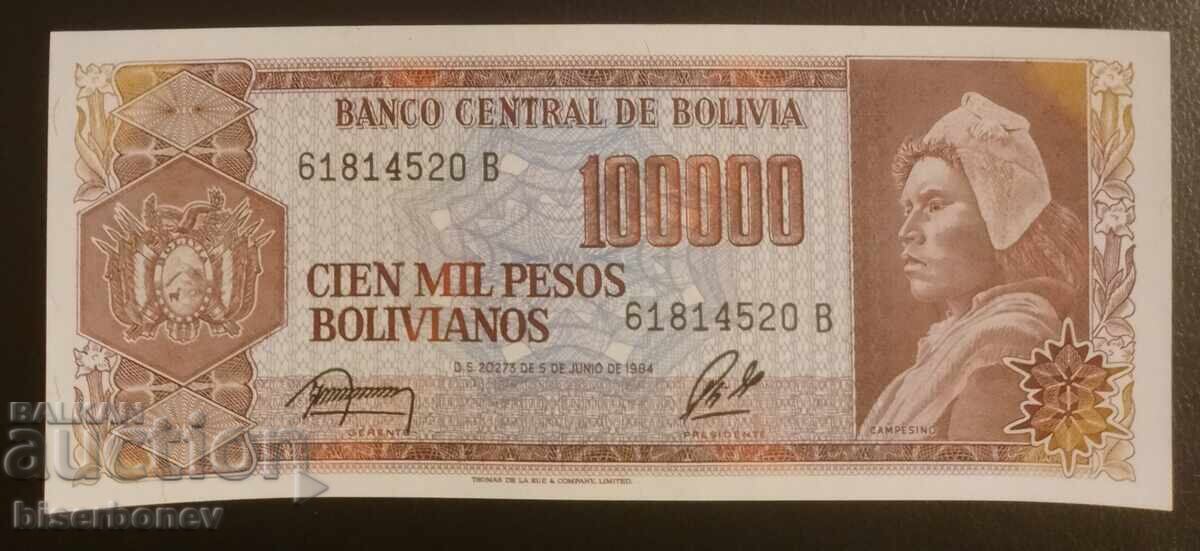 BANCO CENTRAL DE BOLIVIA
61814520 B
100000
CIEN MIL PESOS
BOLIVIANOS
61814520 B
D.S. 20273 DE 5 DE JUNIO DE 1984
GERENTE
PRESIDENTE
CAMPESINO
THOMAS DE LA RUE & COMPANY, LIMITED.
BALKAN
auction
biserbonev